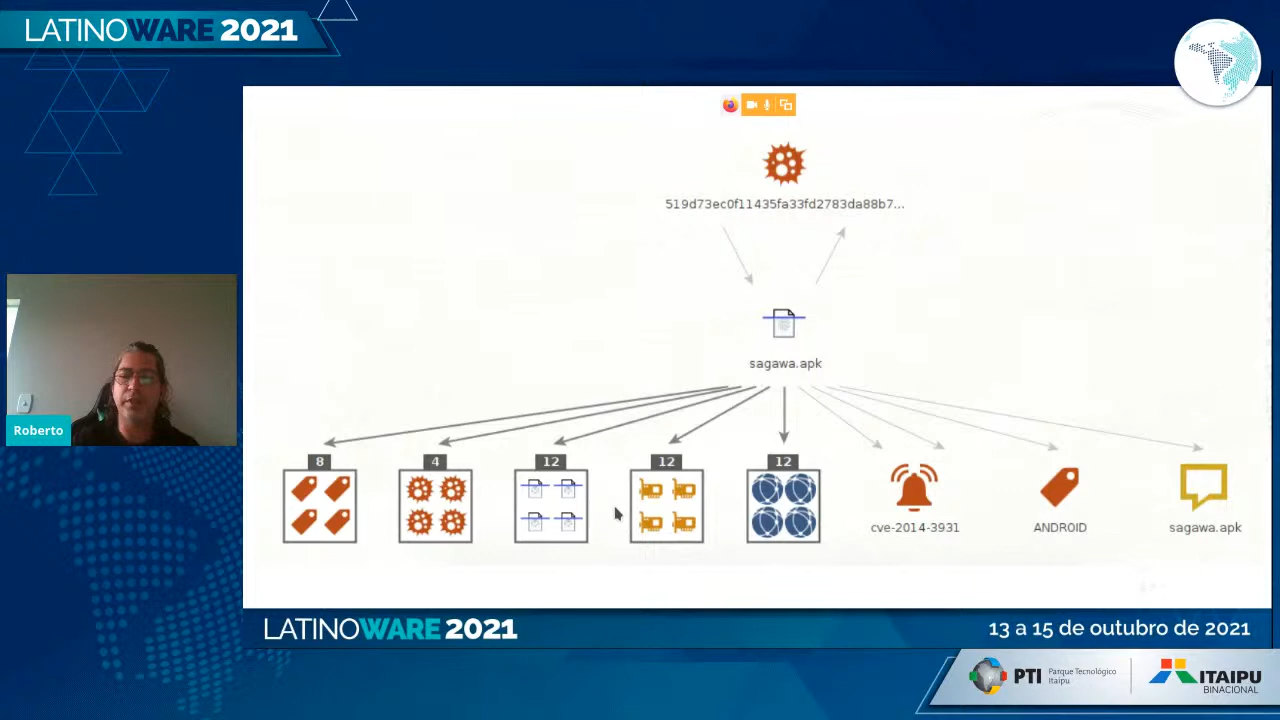 LATINOWARE 2021
519d73ec0f11435fa33fd2783da88b7...
sagawa.apk
8
4
12
12
12
cve-2014-3931
ANDROID
sagawa.apk
Roberto
LATINOWARE 2021
13 a 15 de outubro de 2021
PTI
Parque Tecnológico
Itaipu
ITAIPU
BINACIONAL